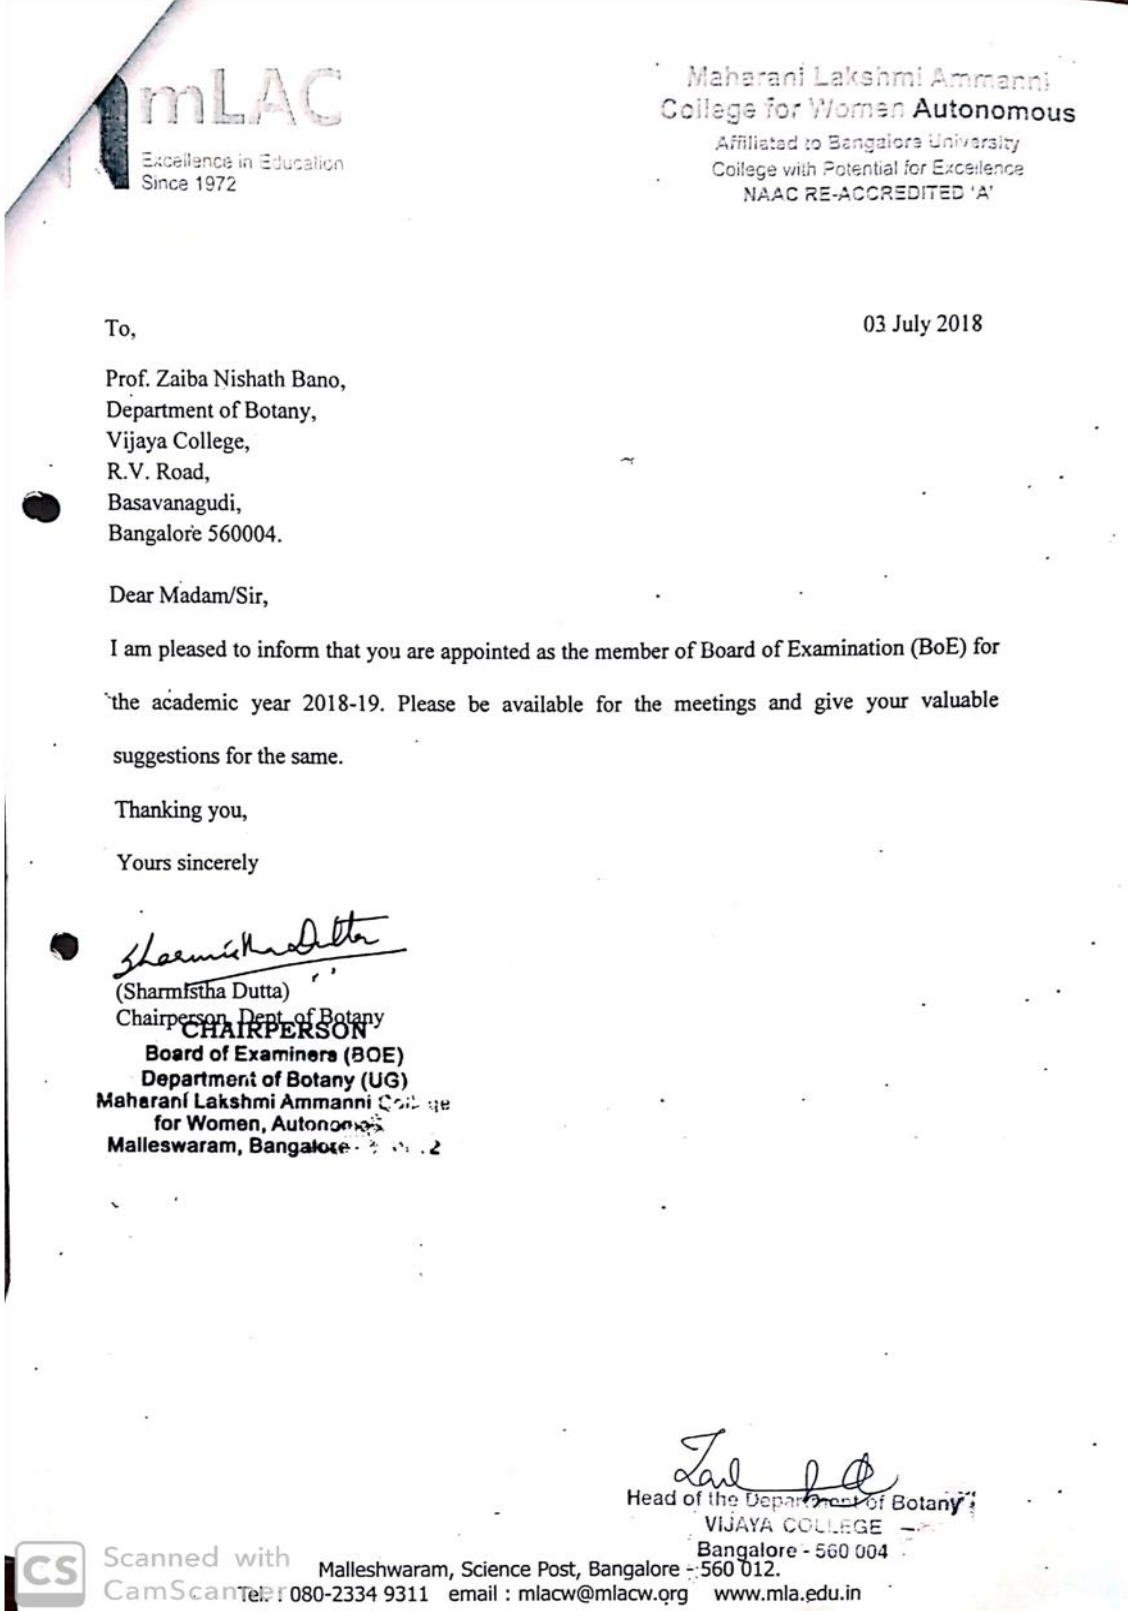 mLAC
Excellence in Education
Since 1972
Maharani Lakshmi Ammanni
College for Women Autonomous
Affiliated to Bangalore University
College with Potential for Excellence
NAAC RE-ACCREDITED 'A'
To,
03 July 2018
Prof. Zaiba Nishath Bano,
Department of Botany,
Vijaya College,
R.V. Road,
Basavanagudi,
Bangalore 560004.
Dear Madam/Sir,
I am pleased to inform that you are appointed as the member of Board of Examination (BoE) for
the academic year 2018-19. Please be available for the meetings and give your valuable
suggestions for the same.
Thanking you,
Yours sincerely
Sharmistha Dutta
(Sharmistha Dutta)
Chairperson, Dept. of Botany
CHAIRPERSON
Board of Examiners (BOE)
Department of Botany (UG)
Maharani Lakshmi Ammanni College
for Women, Autonomous
Malleswaram, Bangalore -
Head of the Department of Botany
VIJAYA COLLEGE
Bangalore - 560 004
Malleshwaram, Science Post, Bangalore - 560 012.
Tel. : 080-2334 9311 email : mlacw@mlacw.org www.mla.edu.in
CS
Scanned with
CamScanner